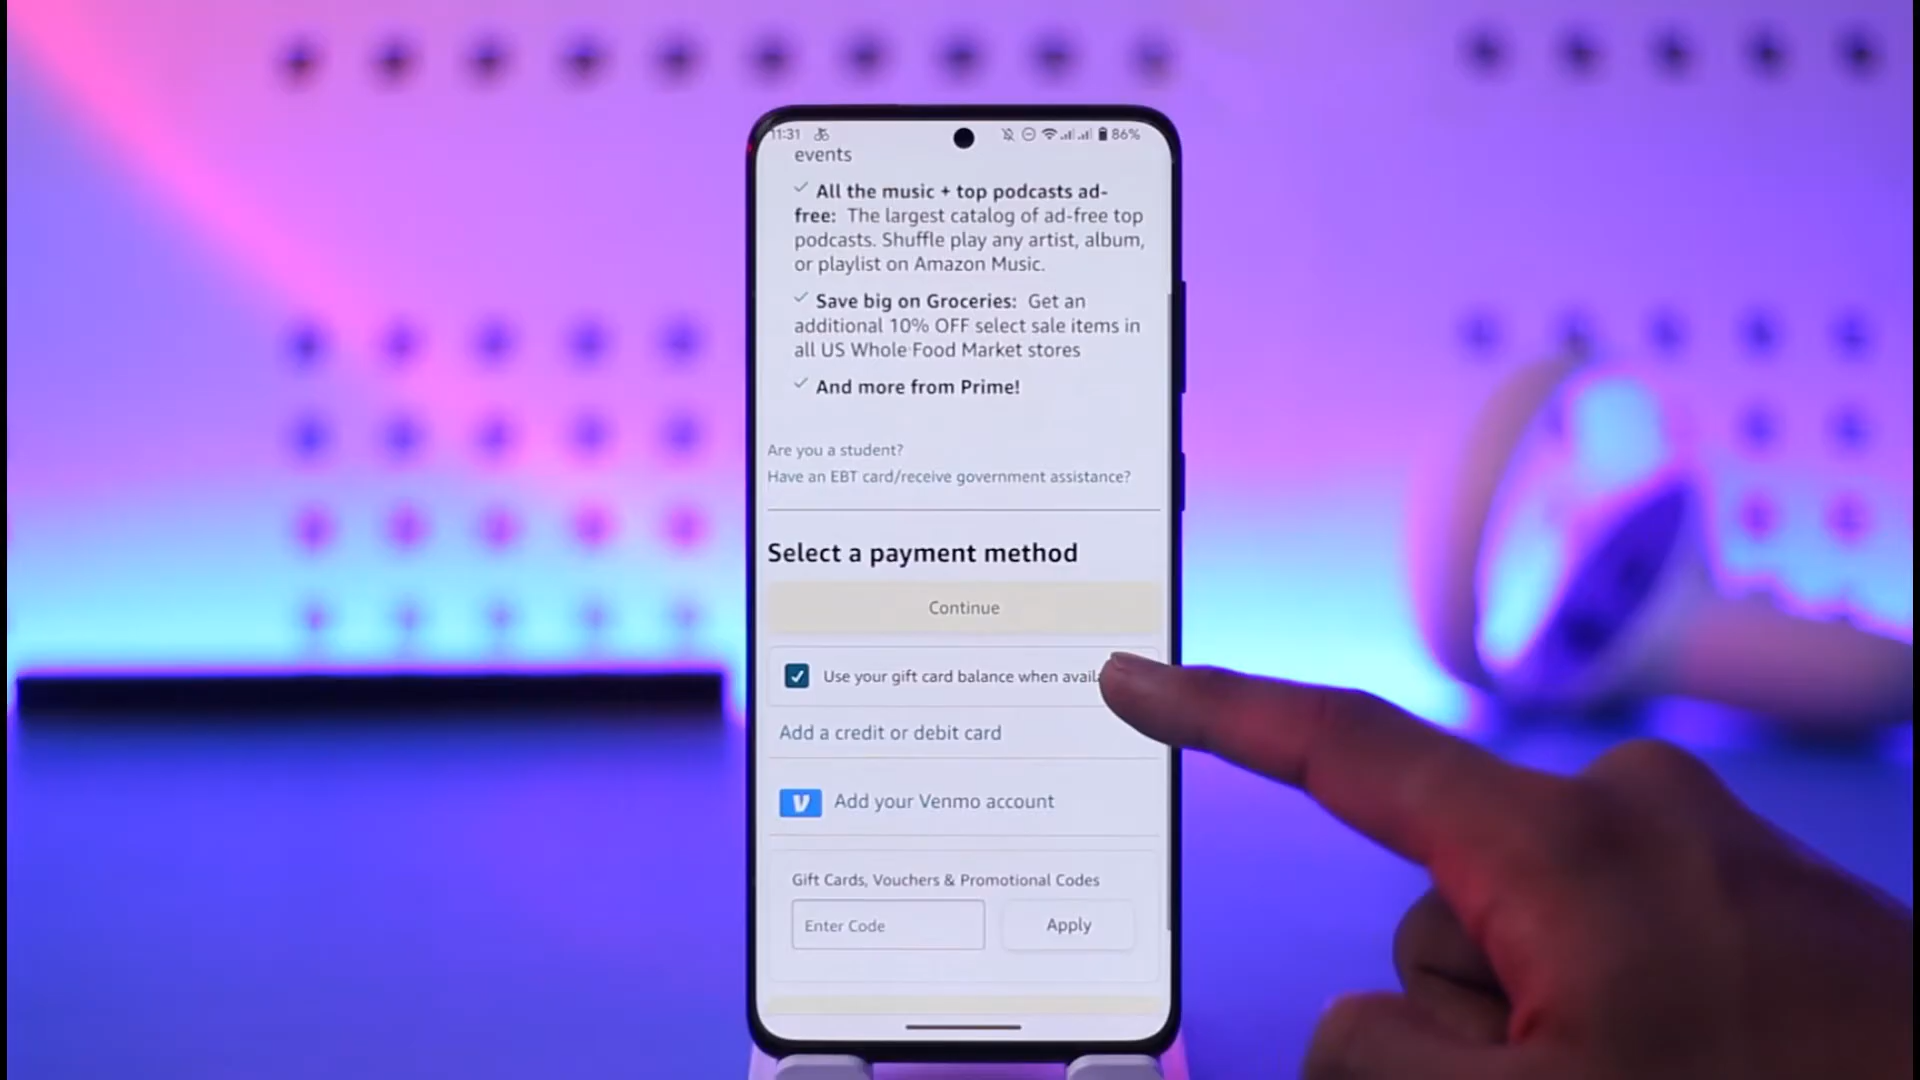 11:31 86%
events
All the music + top podcasts ad-
free: The largest catalog of ad-free top
podcasts. Shuffle play any artist, album,
or playlist on Amazon Music.
Save big on Groceries: Get an
additional 10% OFF select sale items in
all US Whole Food Market stores
And more from Prime!
Are you a student?
Have an EBT card/receive government assistance?
Select a payment method
Continue
Use your gift card balance when
Add a credit or debit card
V Add your Venmo account
Gift Cards, Vouchers & Promotional Codes
Enter Code Apply